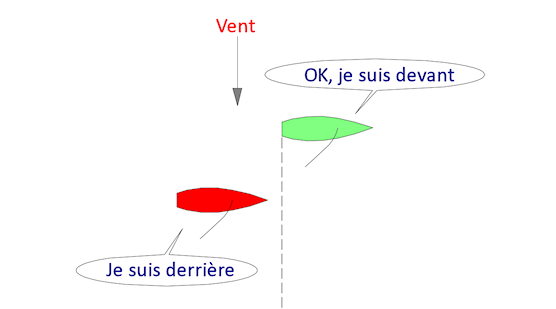 Vent
OK, je suis devant
Je suis derrière